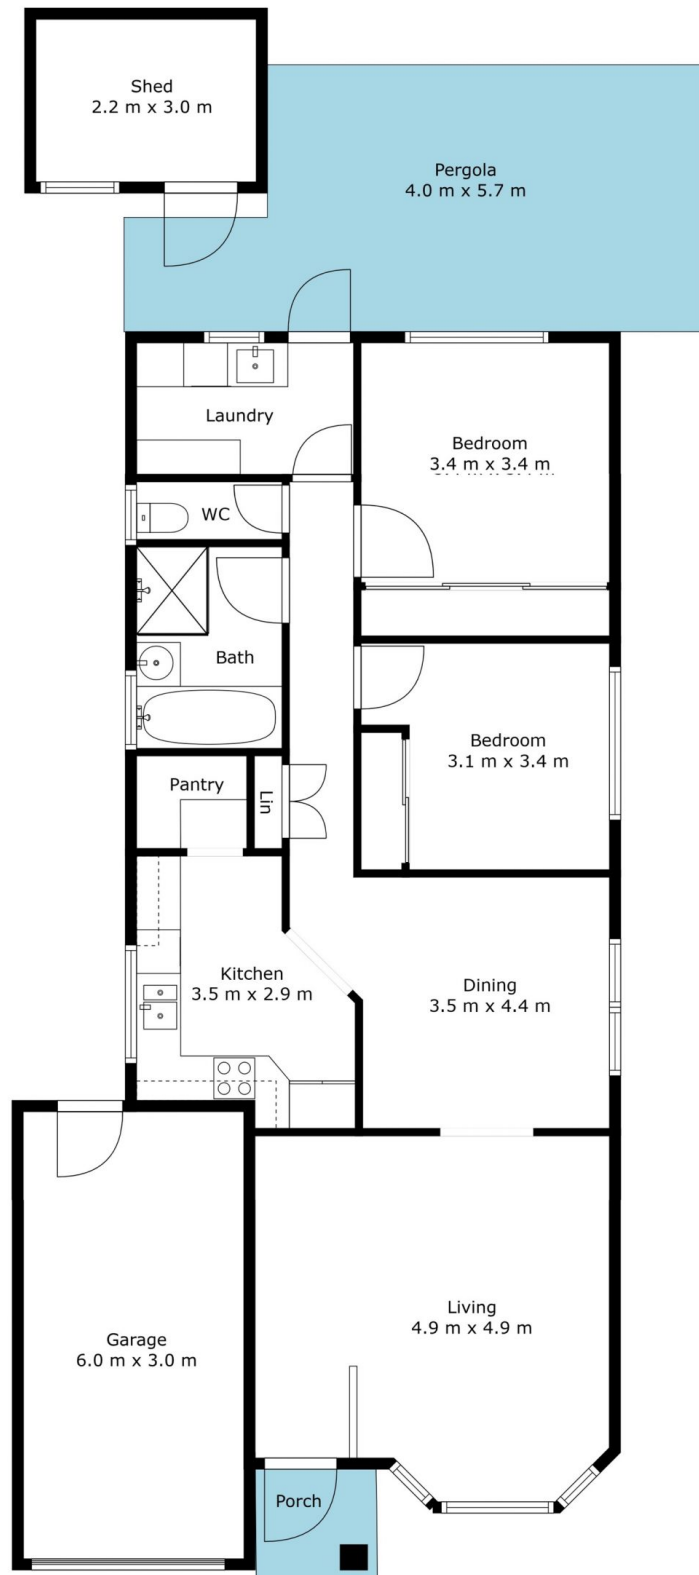 Shed
2.2 m x 3.0 m
Pergola
4.0 m x 5.7 m
Laundry
Bedroom
3.4 m x 3.4 m
WC
Bath
Bedroom
3.1 m x 3.4 m
Pantry
Lin
Kitchen
3.5 m x 2.9 m
Dining
3.5 m x 4.4 m
Living
4.9 m x 4.9 m
Garage
6.0 m x 3.0 m
Porch